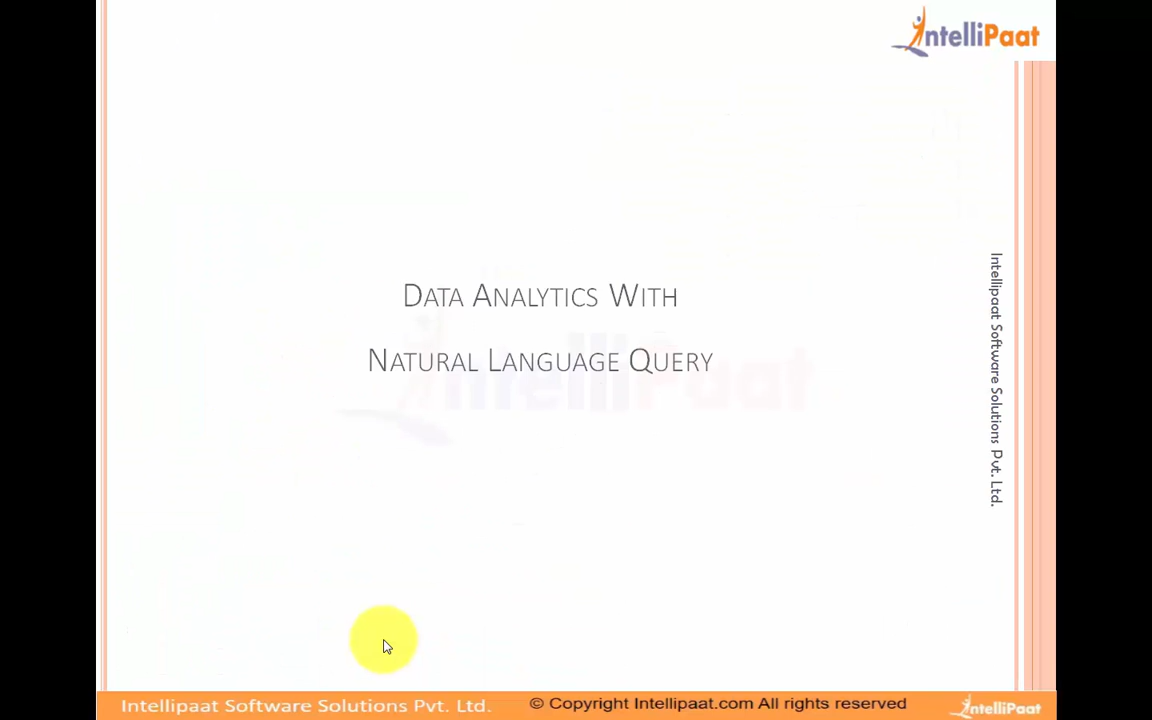 IntelliPaat
Data Analytics With
Natural Language Query
IntelliPaat
Intellipaat Software Solutions Pvt. Ltd.
Intellipaat Software Solutions Pvt. Ltd.
© Copyright Intellipaat.com All rights reserved
IntelliPaat